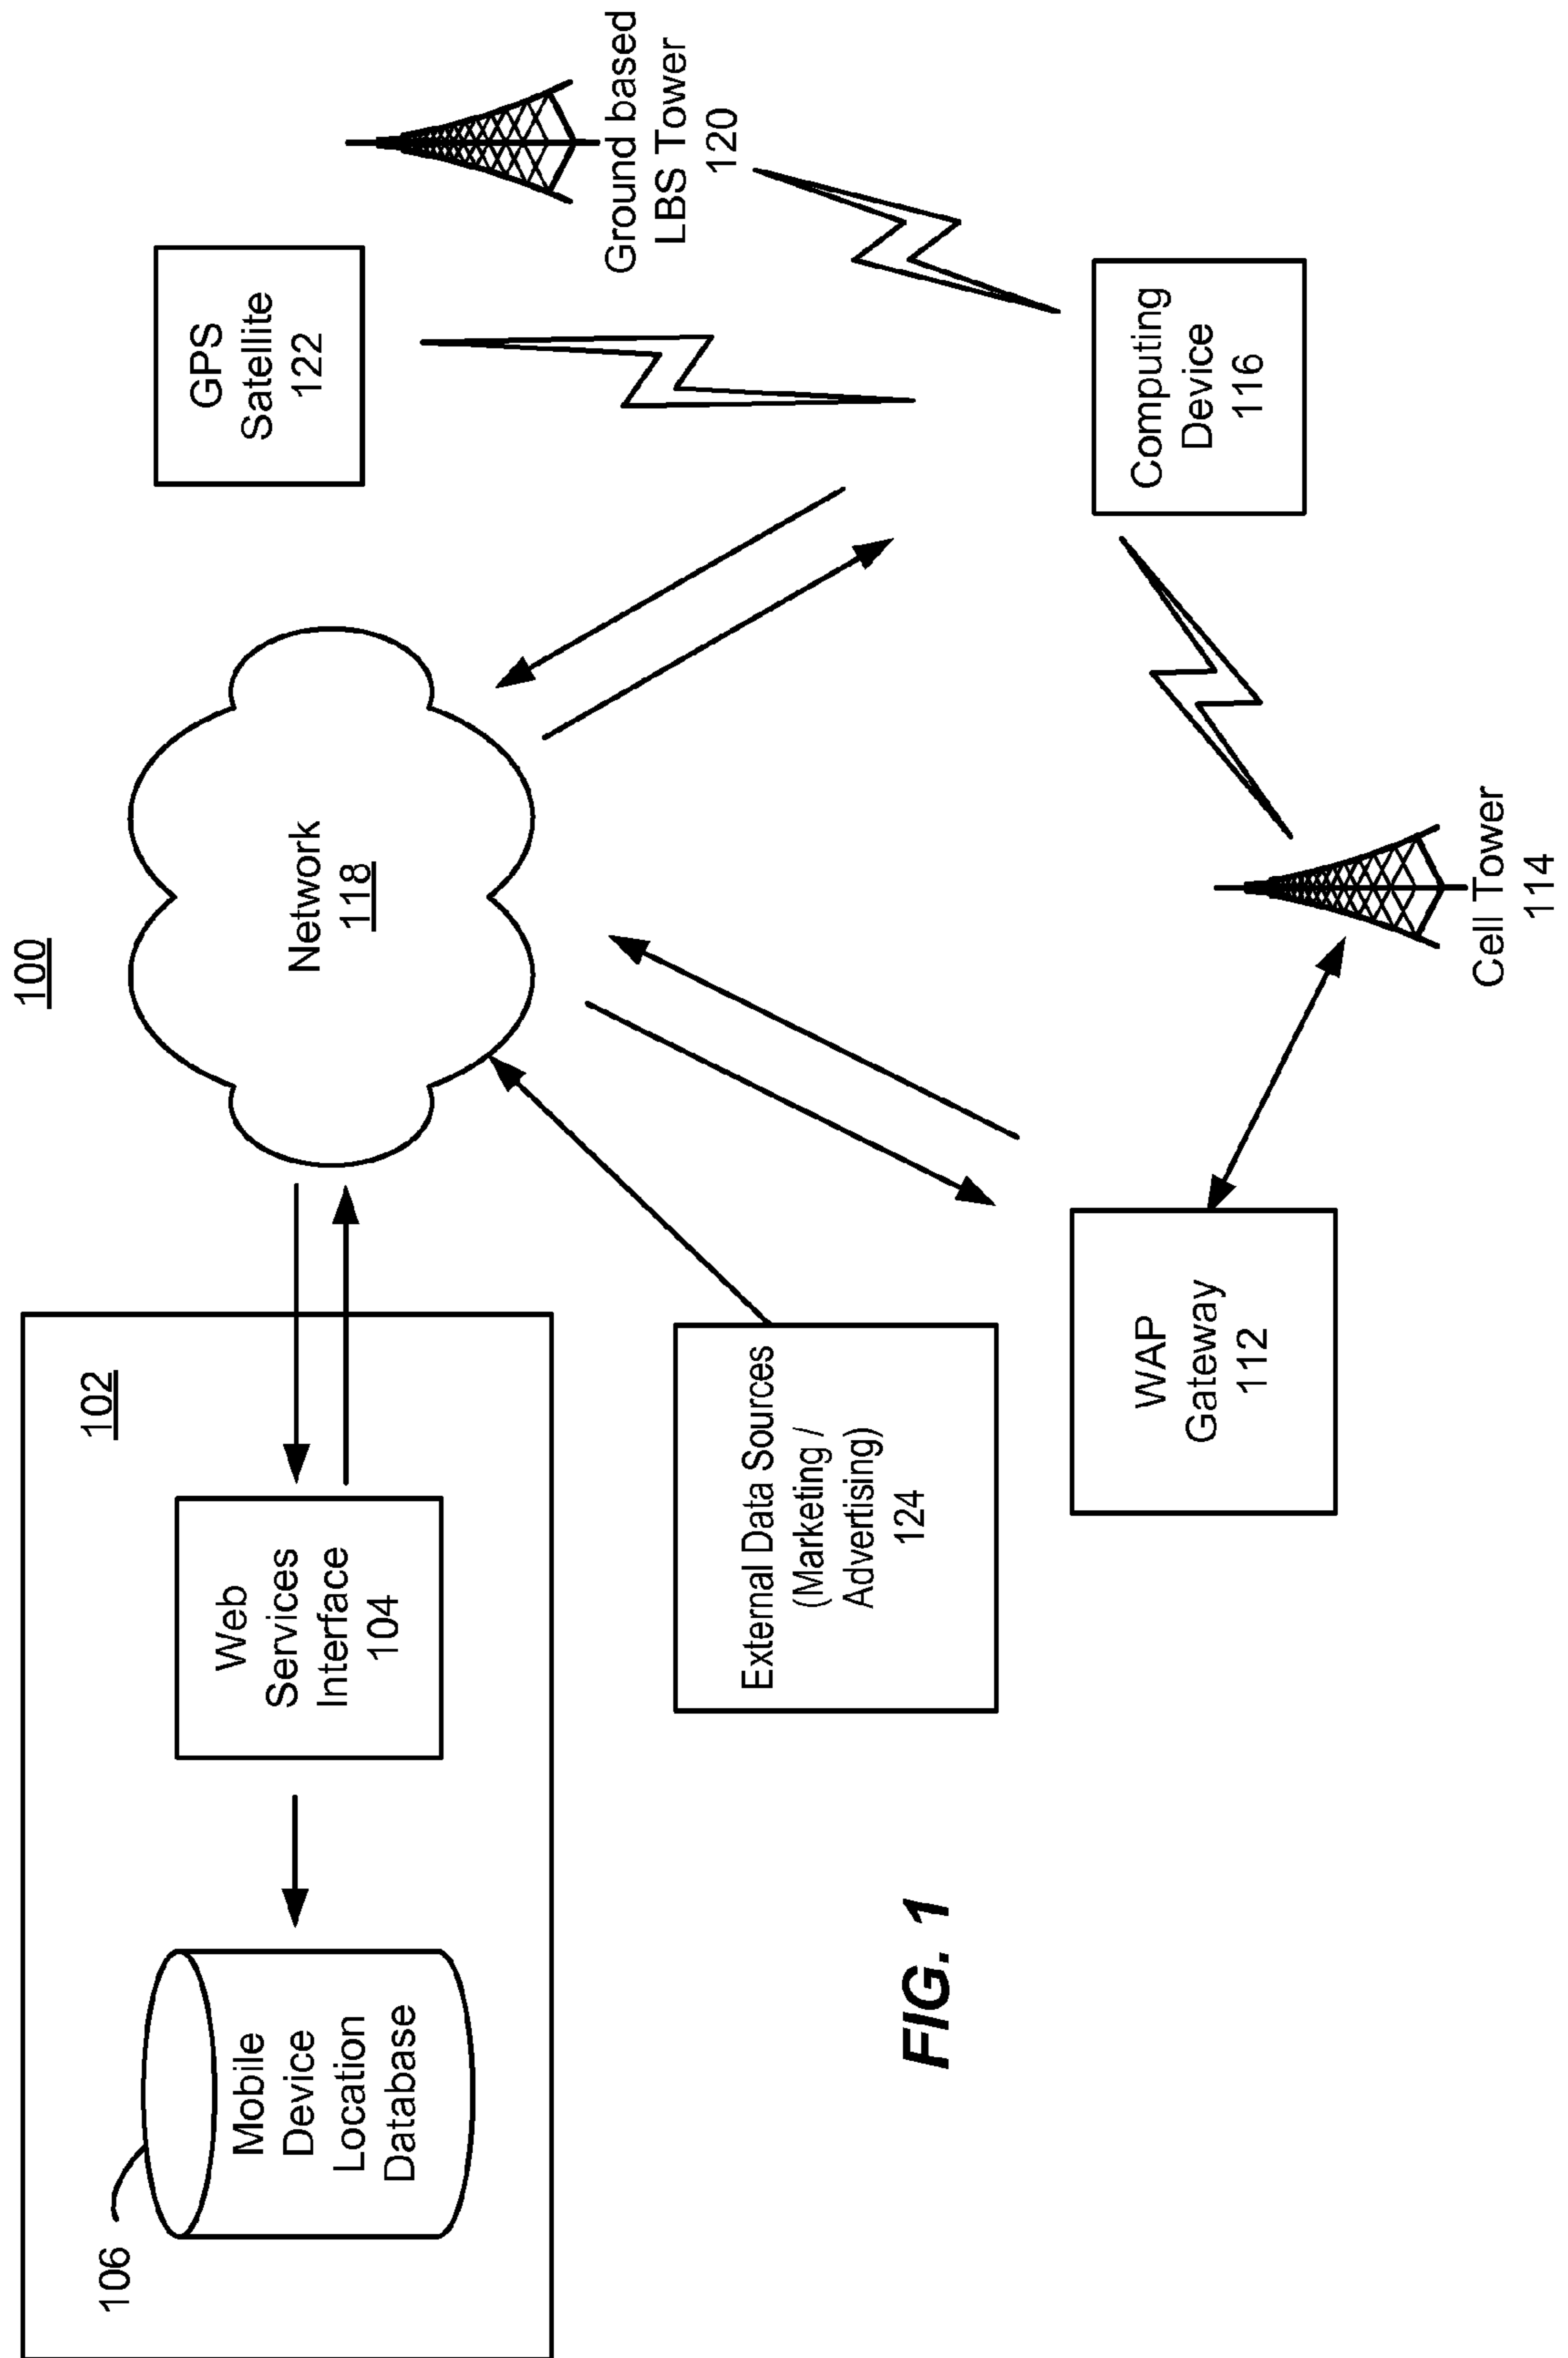 100
102
106
Mobile
Device
Location
Database
Web
Services
Interface
104
Network
118
GPS
Satellite
122
Ground based
LBS Tower
120
External Data Sources
(Marketing /
Advertising)
124
WAP
Gateway
112
Cell Tower
114
Computing
Device
116
FIG. 1